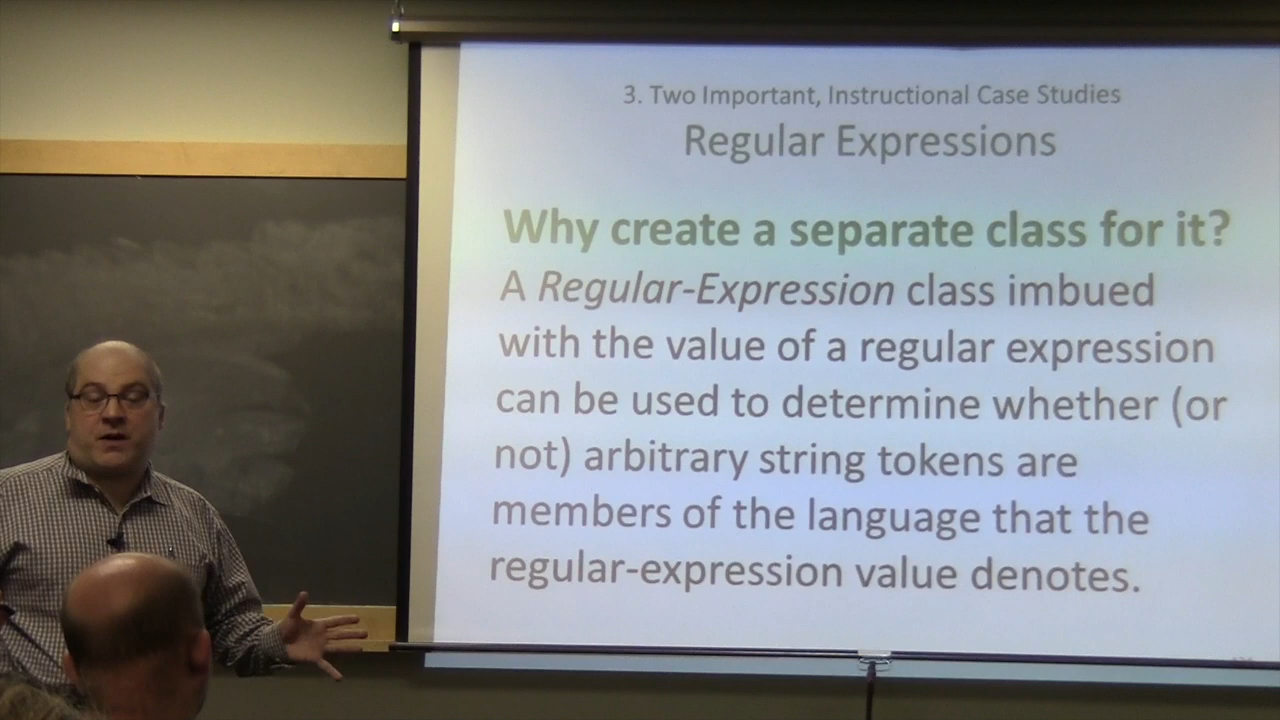 3. Two Important, Instructional Case Studies
Regular Expressions
Why create a separate class for it?
A Regular-Expression class imbued
with the value of a regular expression
can be used to determine whether (or
not) arbitrary string tokens are
members of the language that the
regular-expression value denotes.